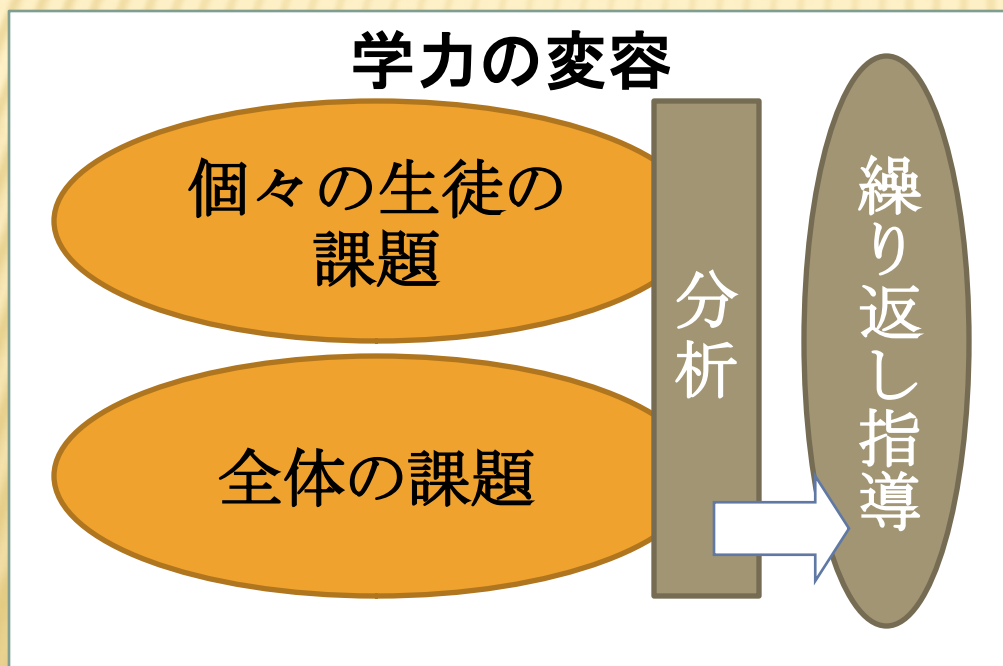 学力の変容
個々の生徒の
課題
全体の課題
分析
繰り返し指導